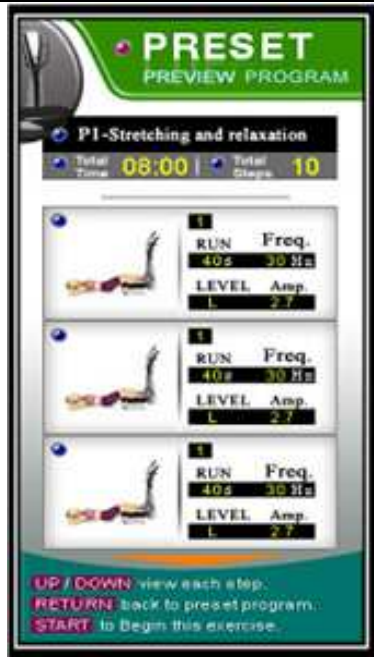 PRESET
PREVIEW PROGRAM
P1-Stretching and relaxation
Total Time 08:00 | Total Steps 10
1
RUN Freq.
40s 30 Hz
LEVEL Amp.
L 2.7
1
RUN Freq.
40s 30 Hz
LEVEL Amp.
L 2.7
1
RUN Freq.
40s 30 Hz
LEVEL Amp.
L 2.7
UP / DOWN view each step.
RETURN back to preset program.
START to Begin this exercise.